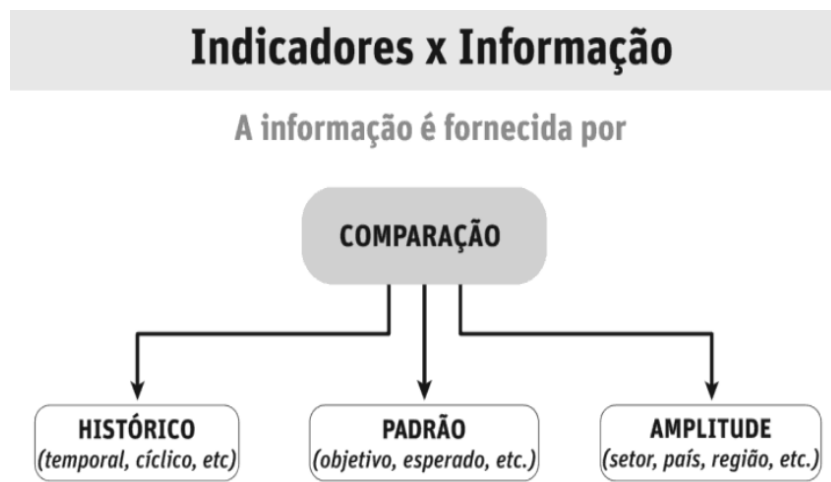 Indicadores x Informação
A informação é fornecida por
COMPARAÇÃO
HISTÓRICO
(temporal, cíclico, etc)
PADRÃO
(objetivo, esperado, etc.)
AMPLITUDE
(setor, país, região, etc.)